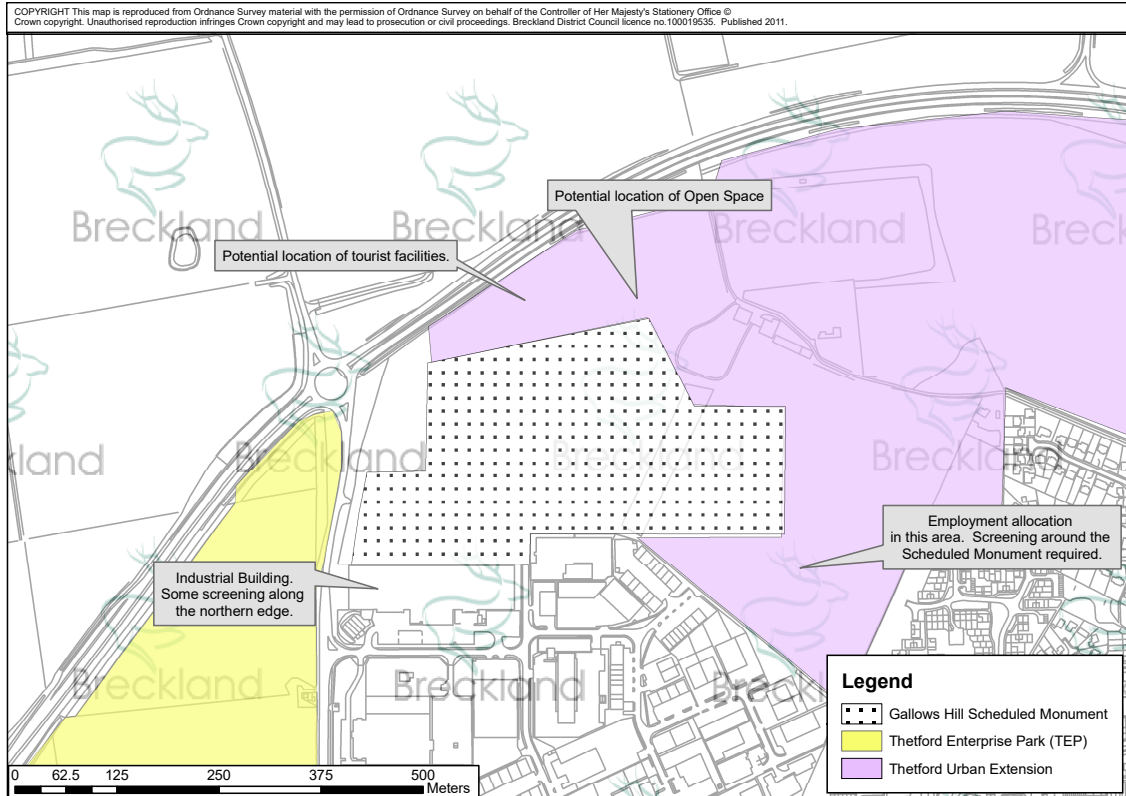 COPYRIGHT This map is reproduced from Ordnance Survey material with the permission of Ordnance Survey on behalf of the Controller of Her Majesty's Stationery Office ©
Crown copyright. Unauthorised reproduction infringes Crown copyright and may lead to prosecution or civil proceedings. Breckland District Council licence no.100019535. Published 2011.
Breckland
Breckland
Breckland
Breckland
Potential location of Open Space
Potential location of tourist facilities.
kland
Breckland
Breckland
Breckland
Employment allocation
in this area. Screening around the
Scheduled Monument required.
Industrial Building.
Some screening along
the northern edge.
Breckland
Breckland
Breckland
Legend
Gallows Hill Scheduled Monument
Thetford Enterprise Park (TEP)
Thetford Urban Extension
0 62.5 125 250 375 500
Meters